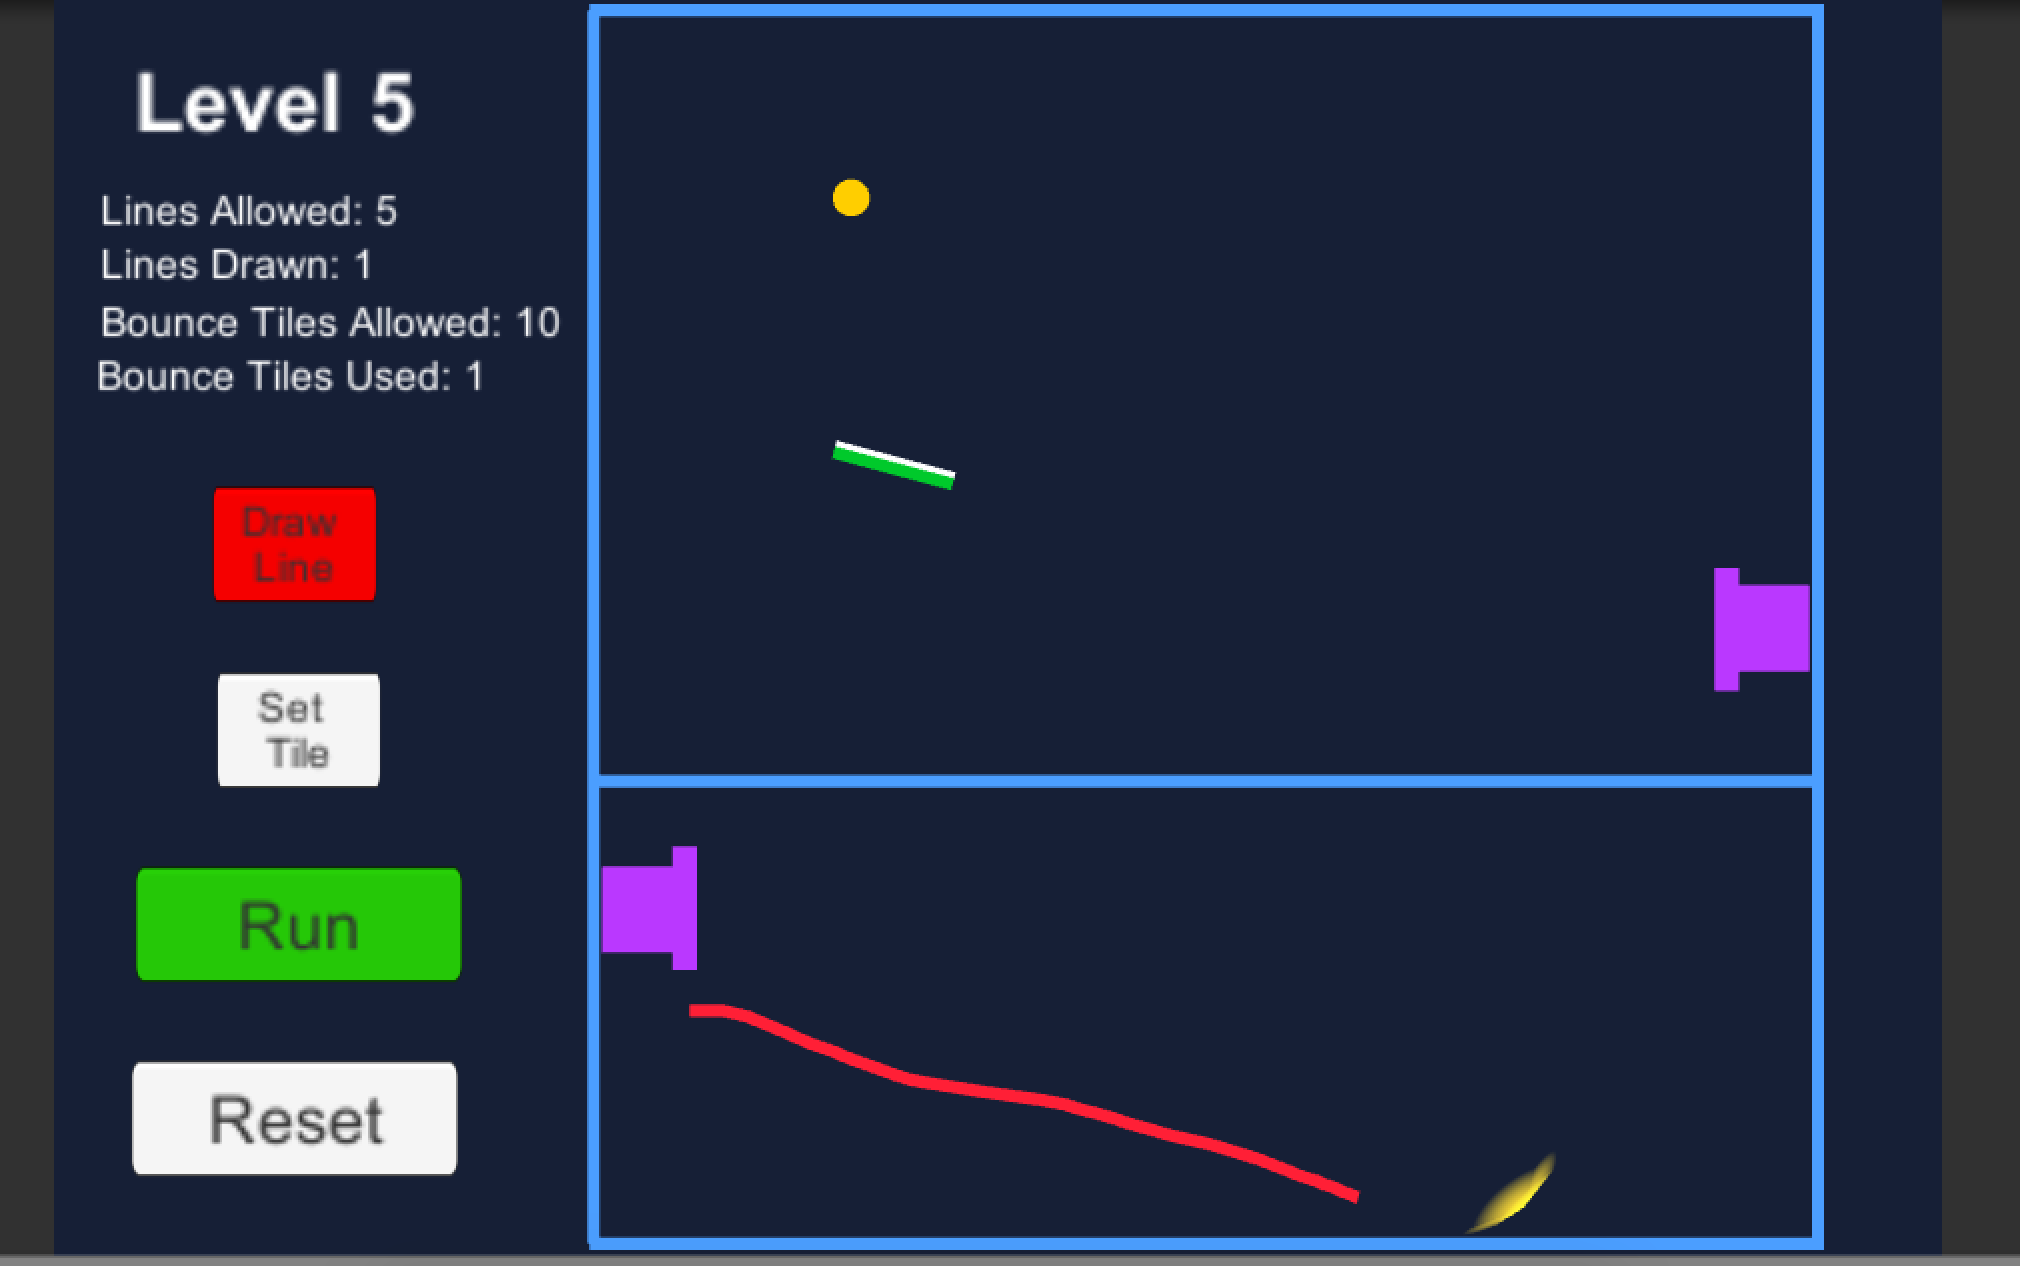 Level 5
Lines Allowed: 5
Lines Drawn: 1
Bounce Tiles Allowed: 10
Bounce Tiles Used: 1
Draw
Line
Set
Tile
Run
Reset